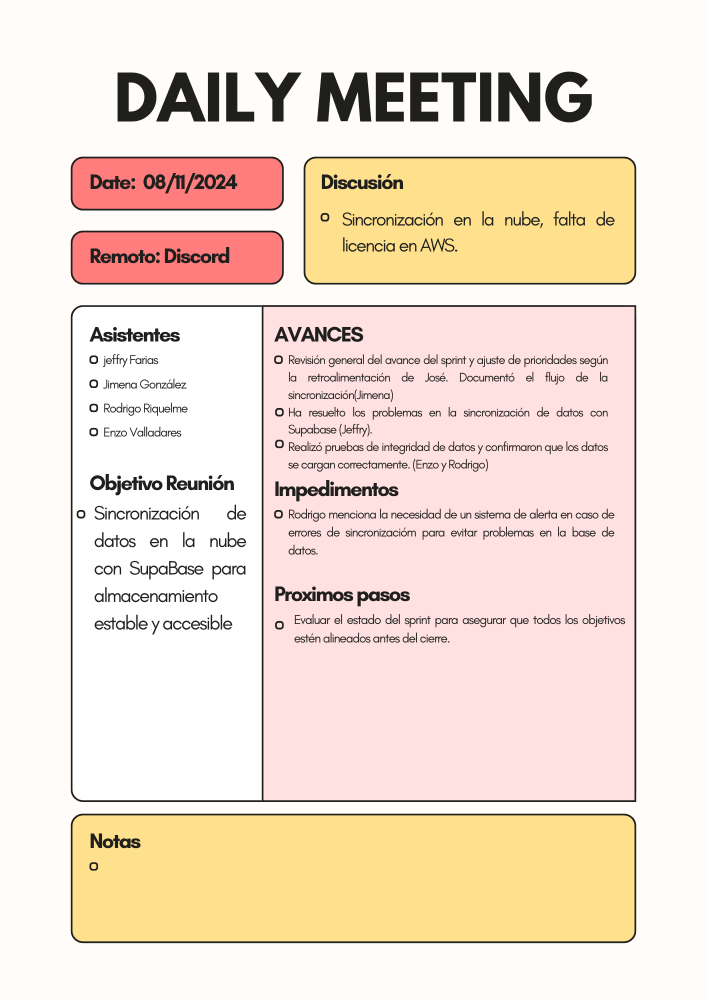 DAILY MEETING
Date: 08/11/2024
Remoto: Discord
Discusión
Sincronización en la nube, falta de
licencia en AWS.
Asistentes
jeffry Farias
Jimena González
Rodrigo Riquelme
Enzo Valladares
Objetivo Reunión
Sincronización de
datos en la nube
con SupaBase para
almacenamiento
estable y accesible
AVANCES
Revisión general del avance del sprint y ajuste de prioridades según
la retroalimentación de José. Documentó el flujo de la
sincronización(Jimena)
Ha resuelto los problemas en la sincronización de datos con
Supabase (Jeffry).
Realizó pruebas de integridad de datos y confirmaron que los datos
se cargan correctamente. (Enzo y Rodrigo)
Impedimentos
Rodrigo menciona la necesidad de un sistema de alerta en caso de
errores de sincronizacióm para evitar problemas en la base de
datos.
Proximos pasos
Evaluar el estado del sprint para asegurar que todos los objetivos
estén alineados antes del cierre.
Notas